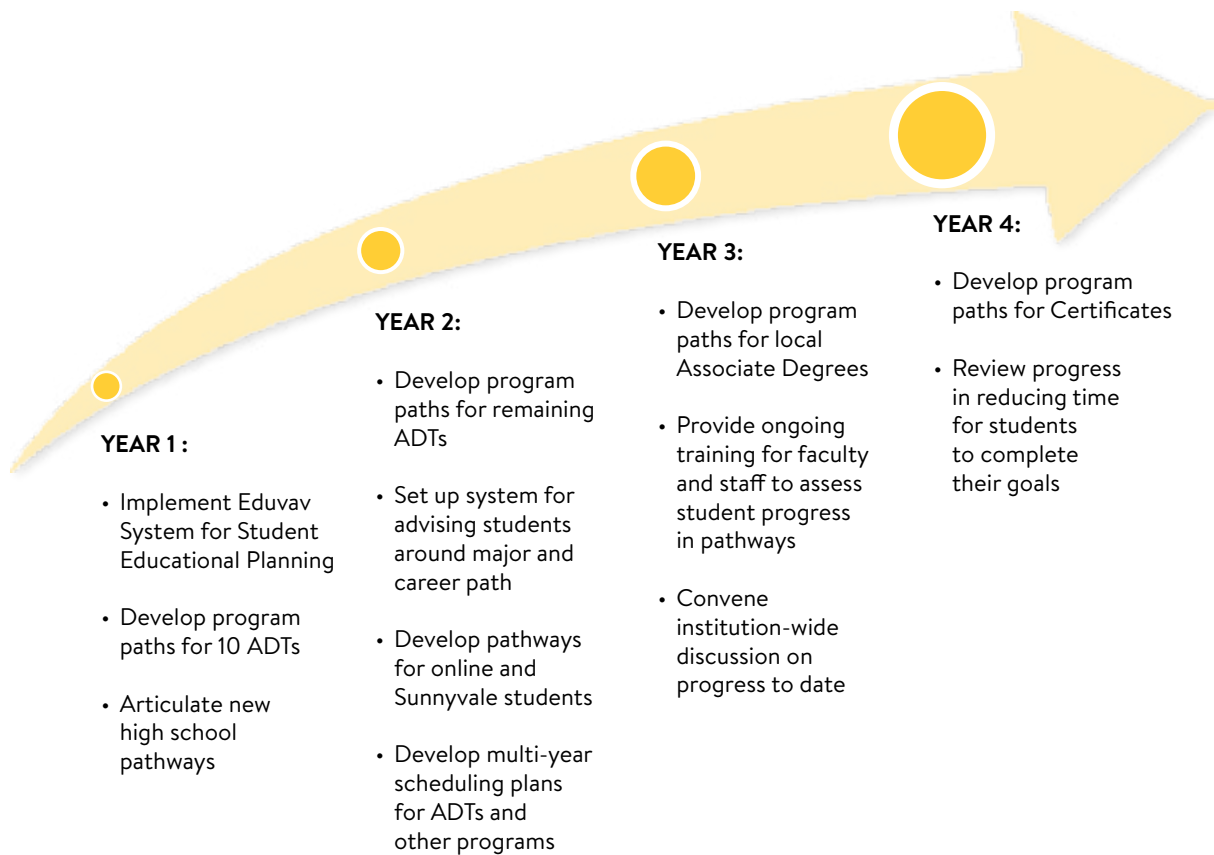 YEAR 1 :
• Implement Eduvav
System for Student
Educational Planning
• Develop program
paths for 10 ADTs
• Articulate new
high school
pathways
YEAR 2:
• Develop program
paths for remaining
ADTs
• Set up system for
advising students
around major and
career path
• Develop pathways
for online and
Sunnyvale students
• Develop multi-year
scheduling plans
for ADTs and
other programs
YEAR 3:
• Develop program
paths for local
Associate Degrees
• Provide ongoing
training for faculty
and staff to assess
student progress
in pathways
• Convene
institution-wide
discussion on
progress to date
YEAR 4:
• Develop program
paths for Certificates
• Review progress
in reducing time
for students
to complete
their goals